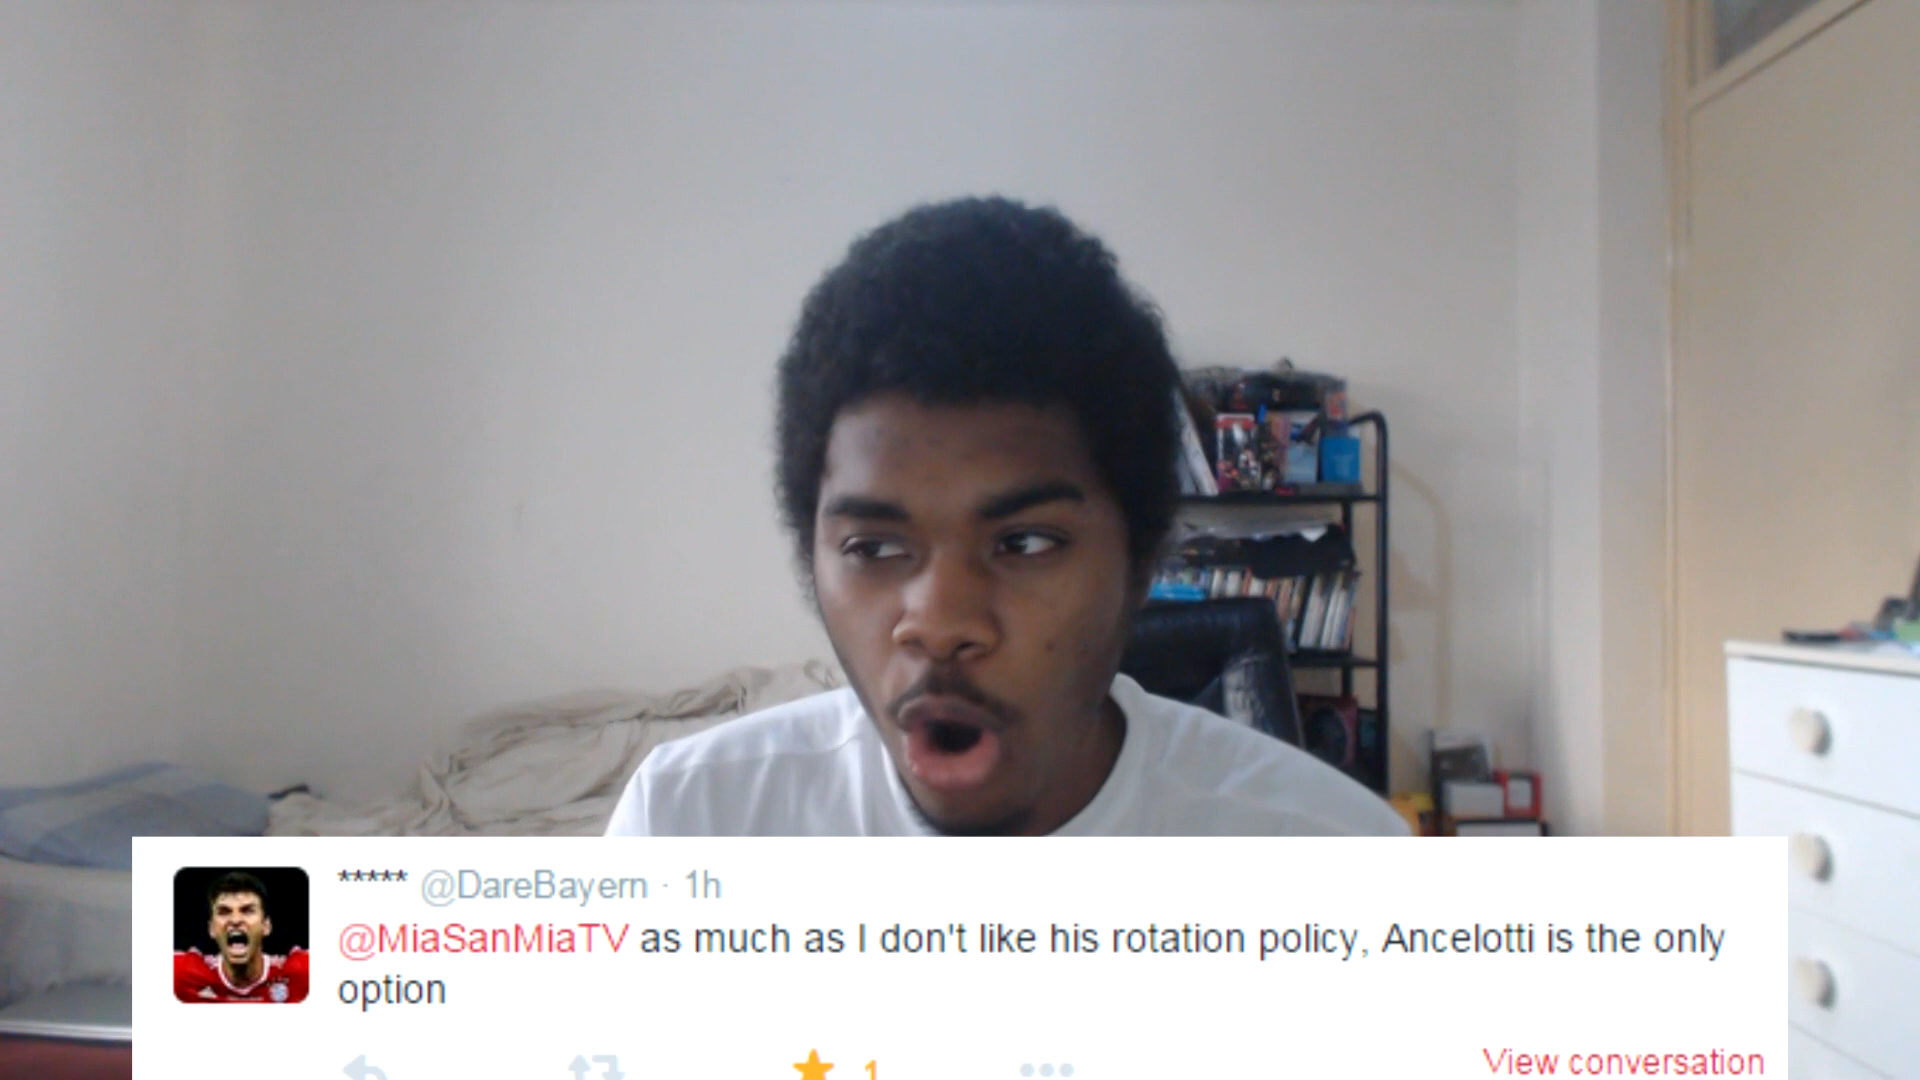 ***** @DareBayern · 1h
@MiaSanMiaTV as much as I don't like his rotation policy, Ancelotti is the only
option
1
View conversation